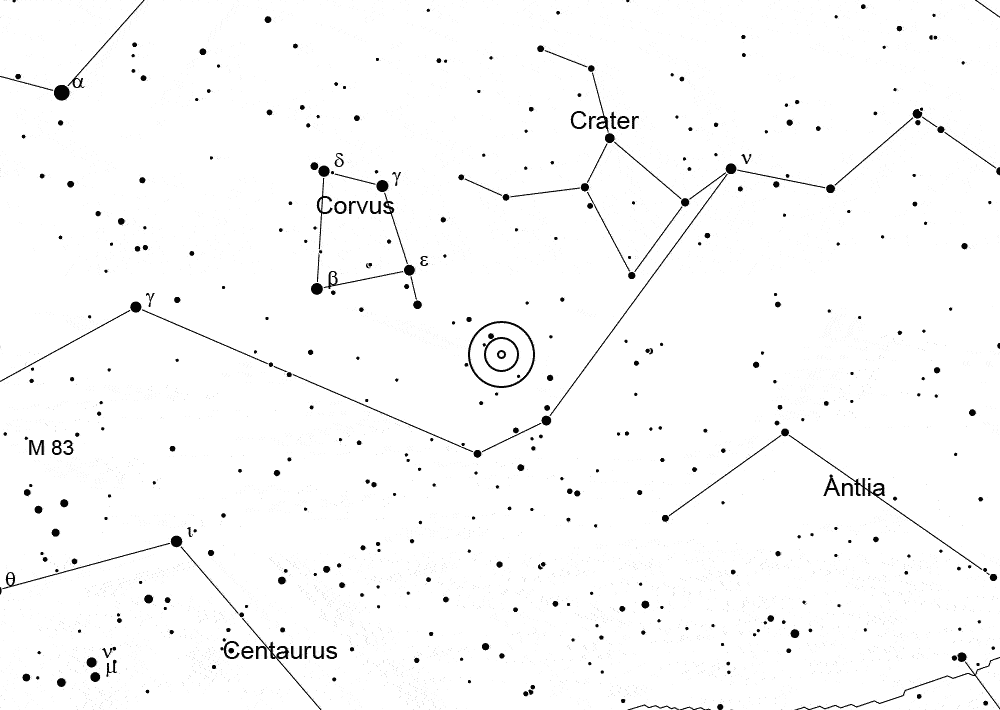 α
Crater
δ
γ
ν
Corvus
ε
β
γ
M 83
Antlia
ι
θ
Centaurus
ν
μ